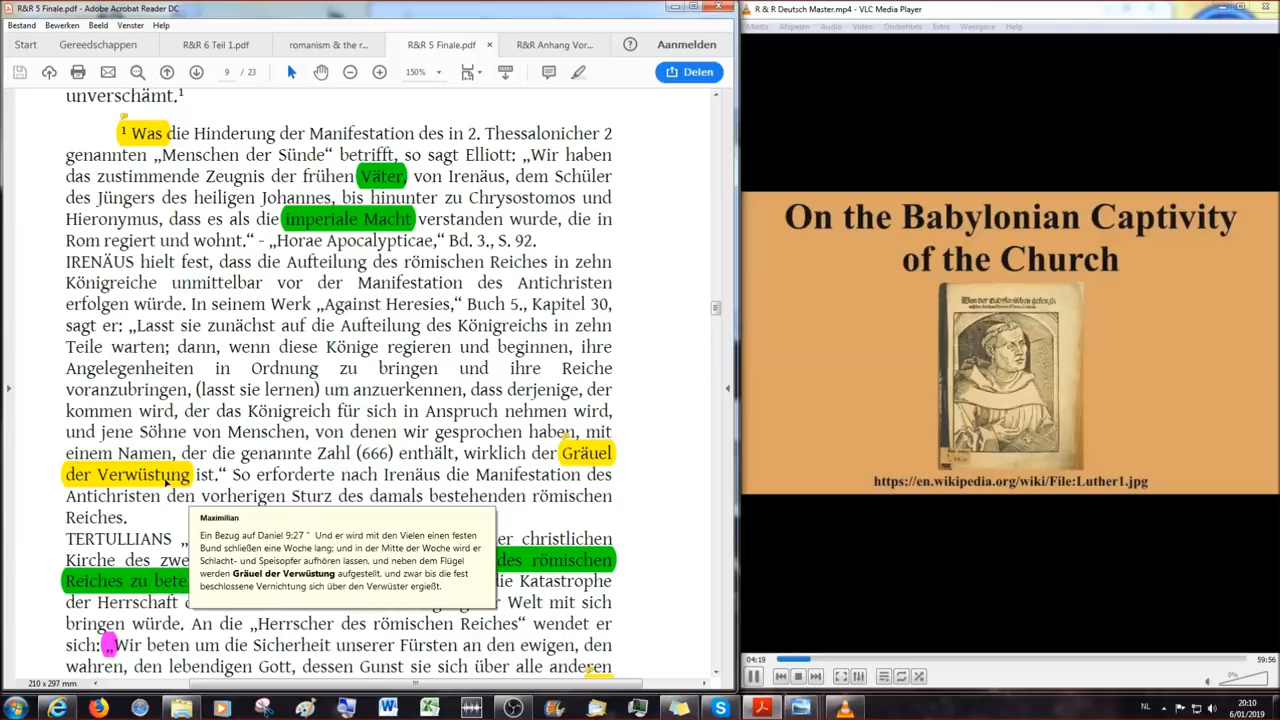 R&R 5 Finale.pdf - Adobe Acrobat Reader DC
Bestand Bewerken Beeld Venster Help
Start Gereedschappen R&R 6 Teil 1.pdf romanism & the r... R&R 5 Finale.pdf × R&R Anhang Vor... Aanmelden
9 / 23 150% Delen
unverschämt.¹
¹ Was die Hinderung der Manifestation des in 2. Thessalonicher 2
genannten „Menschen der Sünde“ betrifft, so sagt Elliott: „Wir haben
das zustimmende Zeugnis der frühen Väter, von Irenäus, dem Schüler
des Jüngers des heiligen Johannes, bis hinunter zu Chrysostomos und
Hieronymus, dass es als die imperiale Macht verstanden wurde, die in
Rom regiert und wohnt.“ - „Horae Apocalypticae,“ Bd. 3., S. 92.
IRENÄUS hielt fest, dass die Aufteilung des römischen Reiches in zehn
Königreiche unmittelbar vor der Manifestation des Antichristen
erfolgen würde. In seinem Werk „Against Heresies,“ Buch 5., Kapitel 30,
sagt er: „Lasst sie zunächst auf die Aufteilung des Königreichs in zehn
Teile warten; dann, wenn diese Könige regieren und beginnen, ihre
Angelegenheiten in Ordnung zu bringen und ihre Reiche
voranzubringen, (lasst sie lernen) um anzuerkennen, dass derjenige, der
kommen wird, der das Königreich für sich in Anspruch nehmen wird,
und jene Söhne von Menschen, von denen wir gesprochen haben, mit
einem Namen, der die genannte Zahl (666) enthält, wirklich der Gräuel
der Verwüstung ist.“ So erforderte nach Irenäus die Manifestation des
Antichristen den vorherigen Sturz des damals bestehenden römischen
Reiches.
TERTULLIANS „ er christlichen
Kirche des zwe des römischen
Reiches zu bete die Katastrophe
der Herrschaft d Welt mit sich
bringen würde. An die „Herrscher des römischen Reiches“ wendet er
sich: „Wir beten um die Sicherheit unserer Fürsten an den ewigen, den
wahren, den lebendigen Gott, dessen Gunst sie sich über alle anderen
Maximilian
Ein Bezug auf Daniel 9:27 " Und er wird mit den Vielen einen festen
Bund schließen eine Woche lang; und in der Mitte der Woche wird er
Schlacht- und Speisopfer aufhören lassen, und neben dem Flügel
werden Gräuel der Verwüstung aufgestellt, und zwar bis die fest
beschlossene Vernichtung sich über den Verwüster ergießt.
210 x 297 mm
R & R Deutsch Master.mp4 - VLC Media Player
Media Afspelen Audio Video Ondertitels Extra Weergave Help
On the Babylonian Captivity
of the Church
https://en.wikipedia.org/wiki/File:Luther1.jpg
04:19 59:56
0%
NL 20:10
6/01/2019